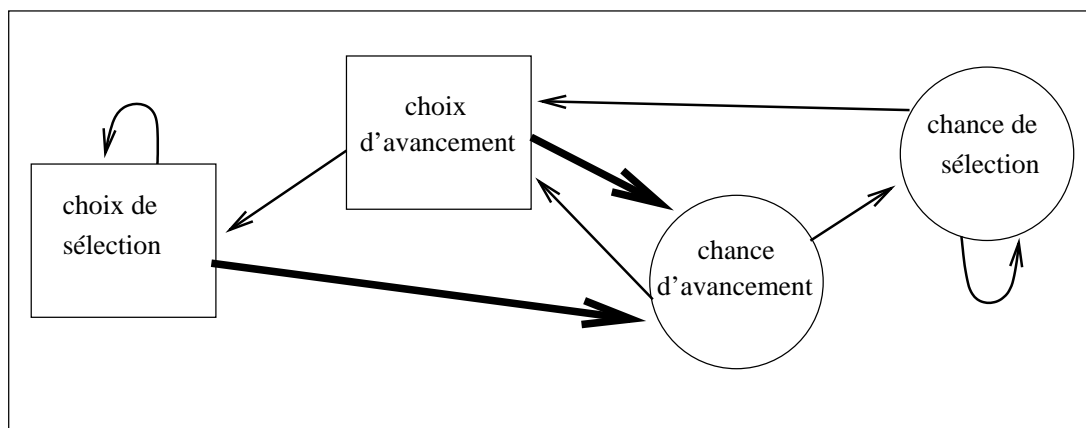 choix de
sélection
choix
d'avancement
chance
d'avancement
chance de
sélection